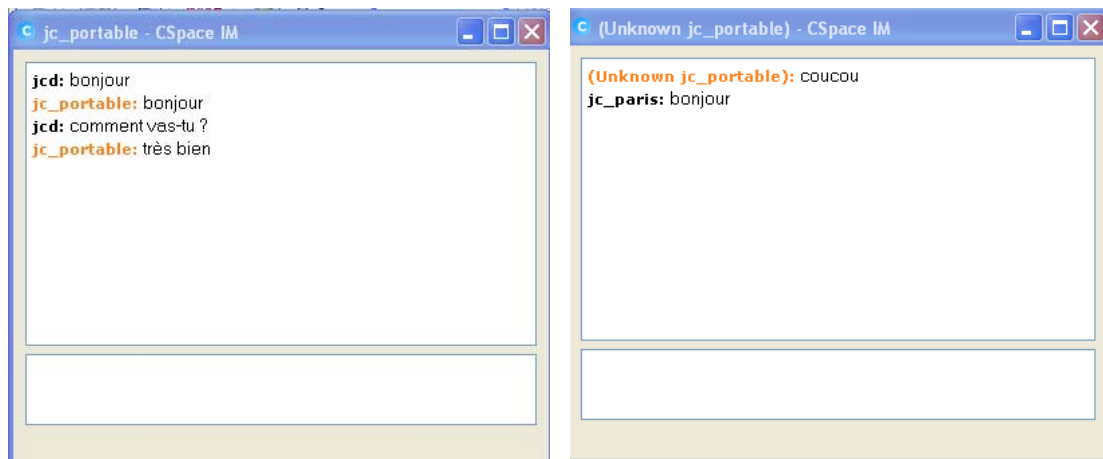 jc_portable - CSpace IM
jcd: bonjour
jc_portable: bonjour
jcd: comment vas-tu ?
jc_portable: très bien
(Unknown jc_portable) - CSpace IM
(Unknown jc_portable): coucou
jc_paris: bonjour